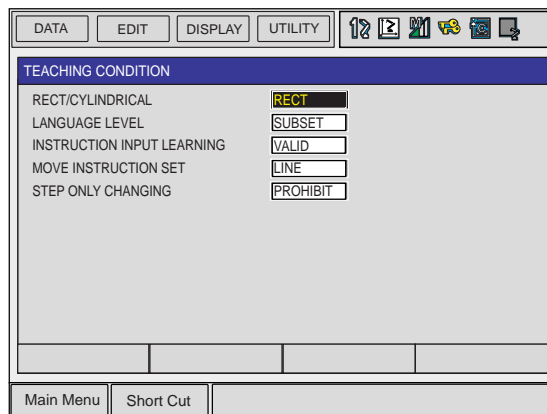 DATA EDIT DISPLAY UTILITY
TEACHING CONDITION
RECT/CYLINDRICAL RECT
LANGUAGE LEVEL SUBSET
INSTRUCTION INPUT LEARNING VALID
MOVE INSTRUCTION SET LINE
STEP ONLY CHANGING PROHIBIT
Main Menu Short Cut